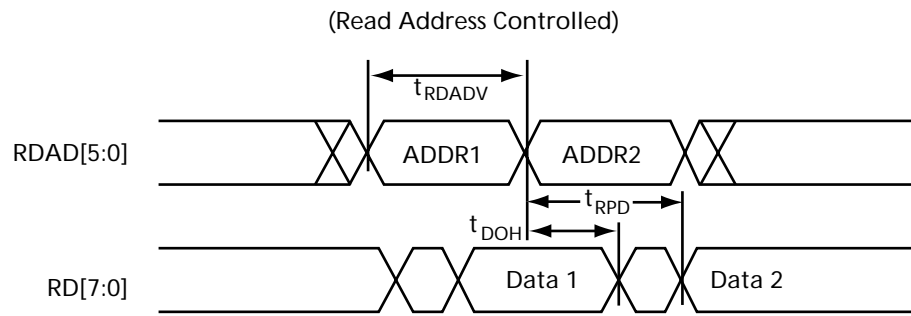 (Read Address Controlled)
tRDADV
RDAD[5:0]
ADDR1
ADDR2
tRPD
tDOH
RD[7:0]
Data 1
Data 2